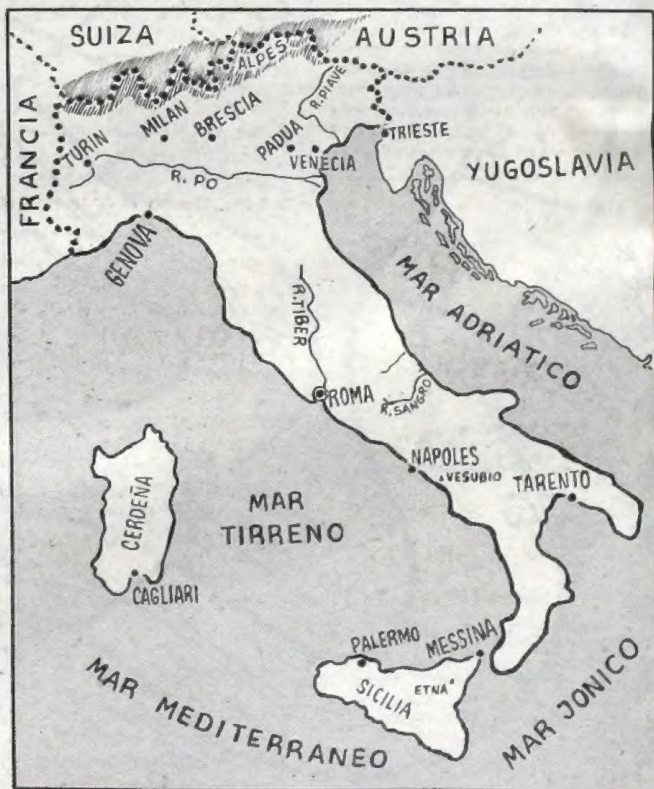 SUIZA
AUSTRIA
ALPES
FRANCIA
TURIN
MILAN
BRESCIA
R. PIAVE
PADUA
VENECIA
TRIESTE
YUGOSLAVIA
R. PO
GENOVA
MAR ADRIATICO
R. TIBER
ROMA
R. SANGRO
NAPOLES
VESUBIO
TARENTO
CERDEÑA
CAGLIARI
MAR
TIRRENO
PALERMO
MESSINA
SICILIA
ETNA
MAR MEDITERRANEO
MAR JONICO